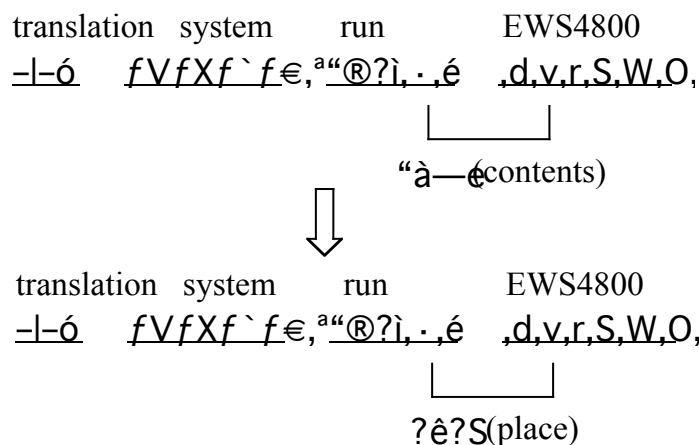 translation system run EWS4800
–|–ó ƒVƒXƒ`ƒ€‚ª“®?ì‚·‚é ‚d‚v‚r‚S‚W‚O‚
“à—e(contents)
translation system run EWS4800
–|–ó ƒVƒXƒ`ƒ€‚ª“®?ì‚·‚é ‚d‚v‚r‚S‚W‚O‚
?ê?S(place)